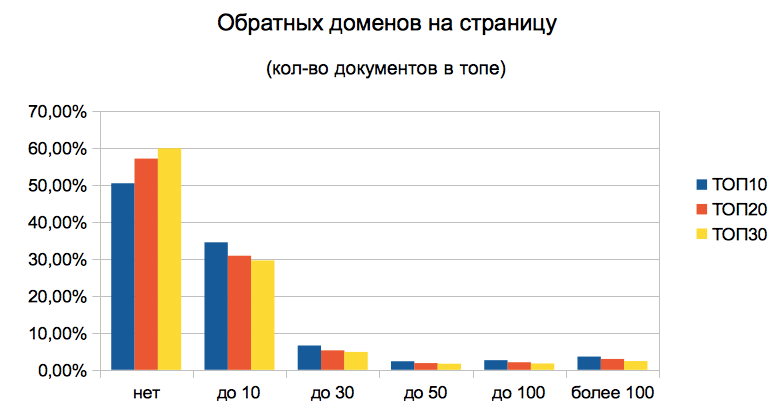 Обратных доменов на страницу
(кол-во документов в топе)
70,00%
60,00%
50,00%
40,00%
30,00%
20,00%
10,00%
0,00%
нет до 10 до 30 до 50 до 100 более 100
ТОП10
ТОП20
ТОП30